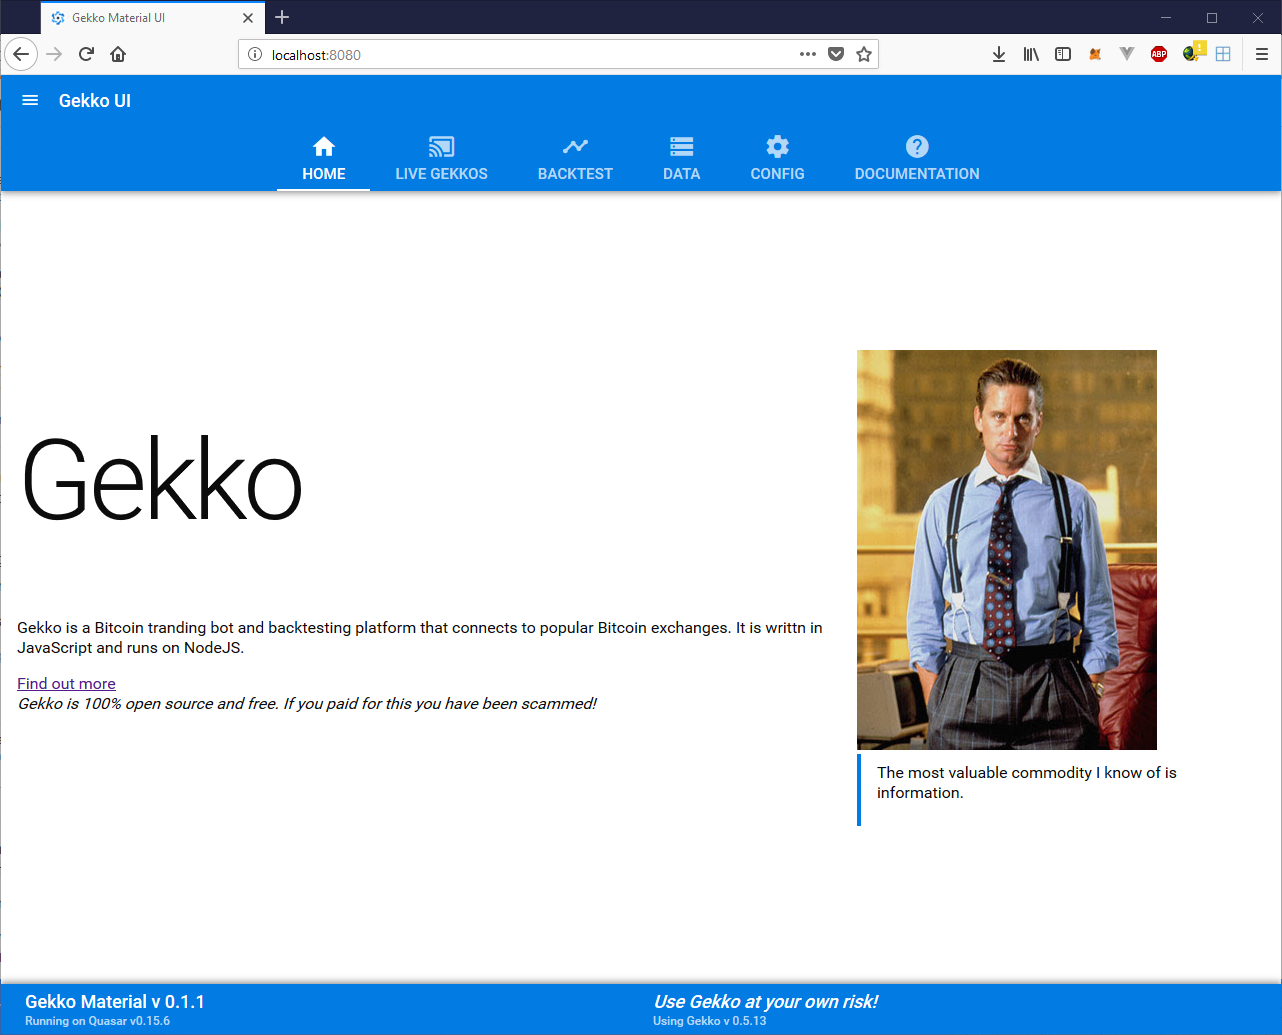 Gekko Material UI
localhost:8080
ABP
Gekko UI
HOME
LIVE GEKKOS
BACKTEST
DATA
CONFIG
DOCUMENTATION
Gekko
Gekko is a Bitcoin tranding bot and backtesting platform that connects to popular Bitcoin exchanges. It is writtn in
JavaScript and runs on NodeJS.
Find out more
Gekko is 100% open source and free. If you paid for this you have been scammed!
The most valuable commodity I know of is
information.
Gekko Material v 0.1.1
Running on Quasar v0.15.6
Use Gekko at your own risk!
Using Gekko v 0.5.13